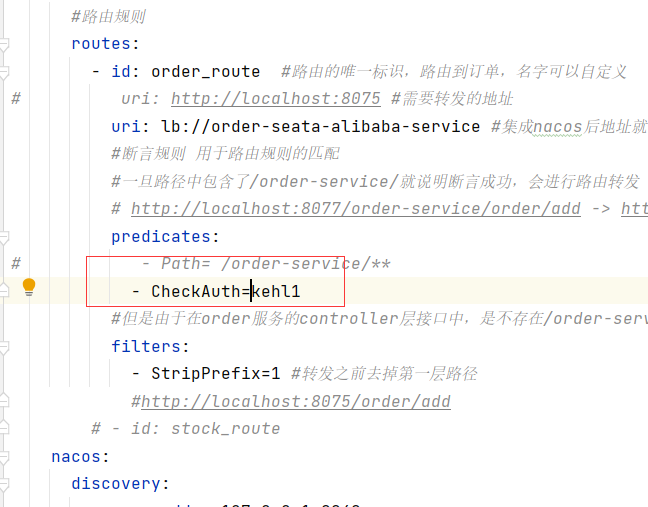 #路由规则
routes:
- id: order_route #路由的唯一标识，路由到订单，名字可以自定义
# uri: http://localhost:8075 #需要转发的地址
uri: lb://order-seata-alibaba-service #集成nacos后地址就
#断言规则 用于路由规则的匹配
#一旦路径中包含了/order-service/就说明断言成功，会进行路由转发
# http://localhost:8077/order-service/order/add -> htt
predicates:
# - Path= /order-service/**
- CheckAuth=kehl1
#但是由于在order服务的controller层接口中，是不存在/order-serv
filters:
- StripPrefix=1 #转发之前去掉第一层路径
#http://localhost:8075/order/add
# - id: stock_route
nacos:
discovery: